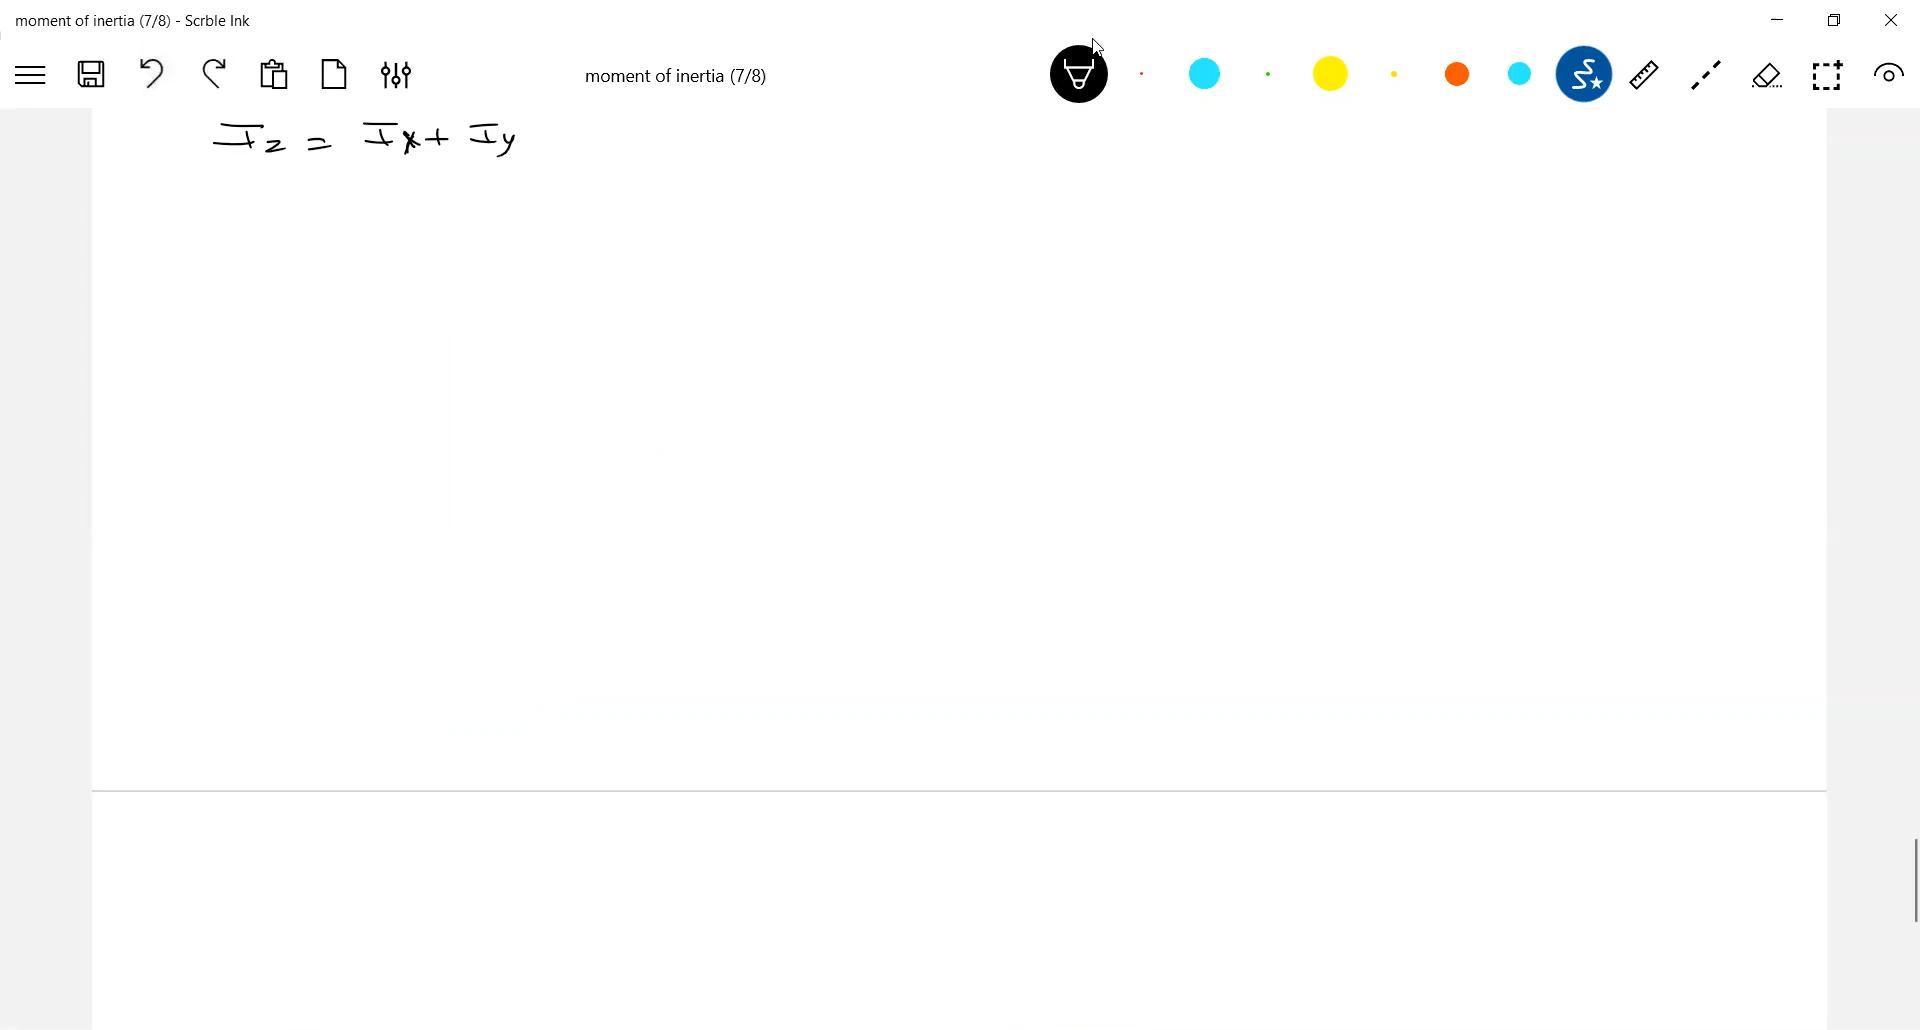 moment of inertia (7/8) - Scrble Ink
moment of inertia (7/8)
Iz = Ix + Iy